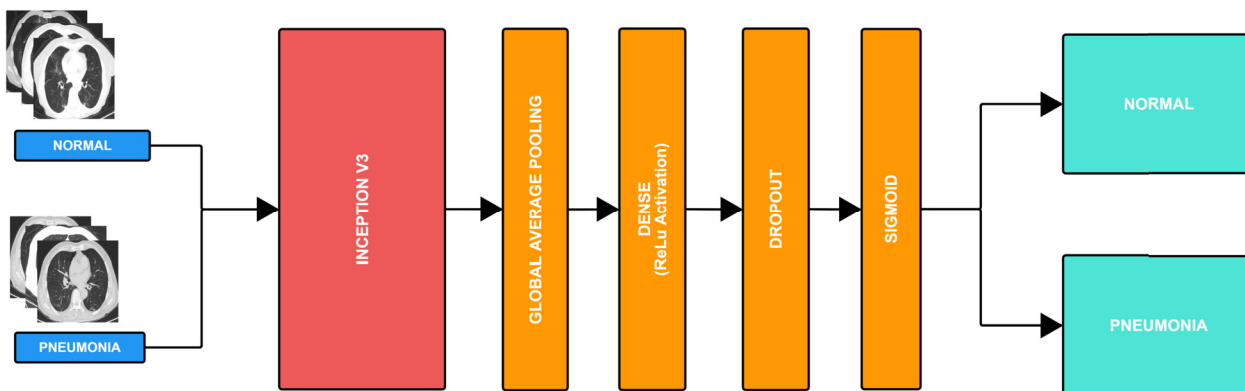 NORMAL
PNEUMONIA
INCEPTION V3
GLOBAL AVERAGE POOLING
DENSE
(ReLu Activation)
DROPOUT
SIGMOID
NORMAL
PNEUMONIA